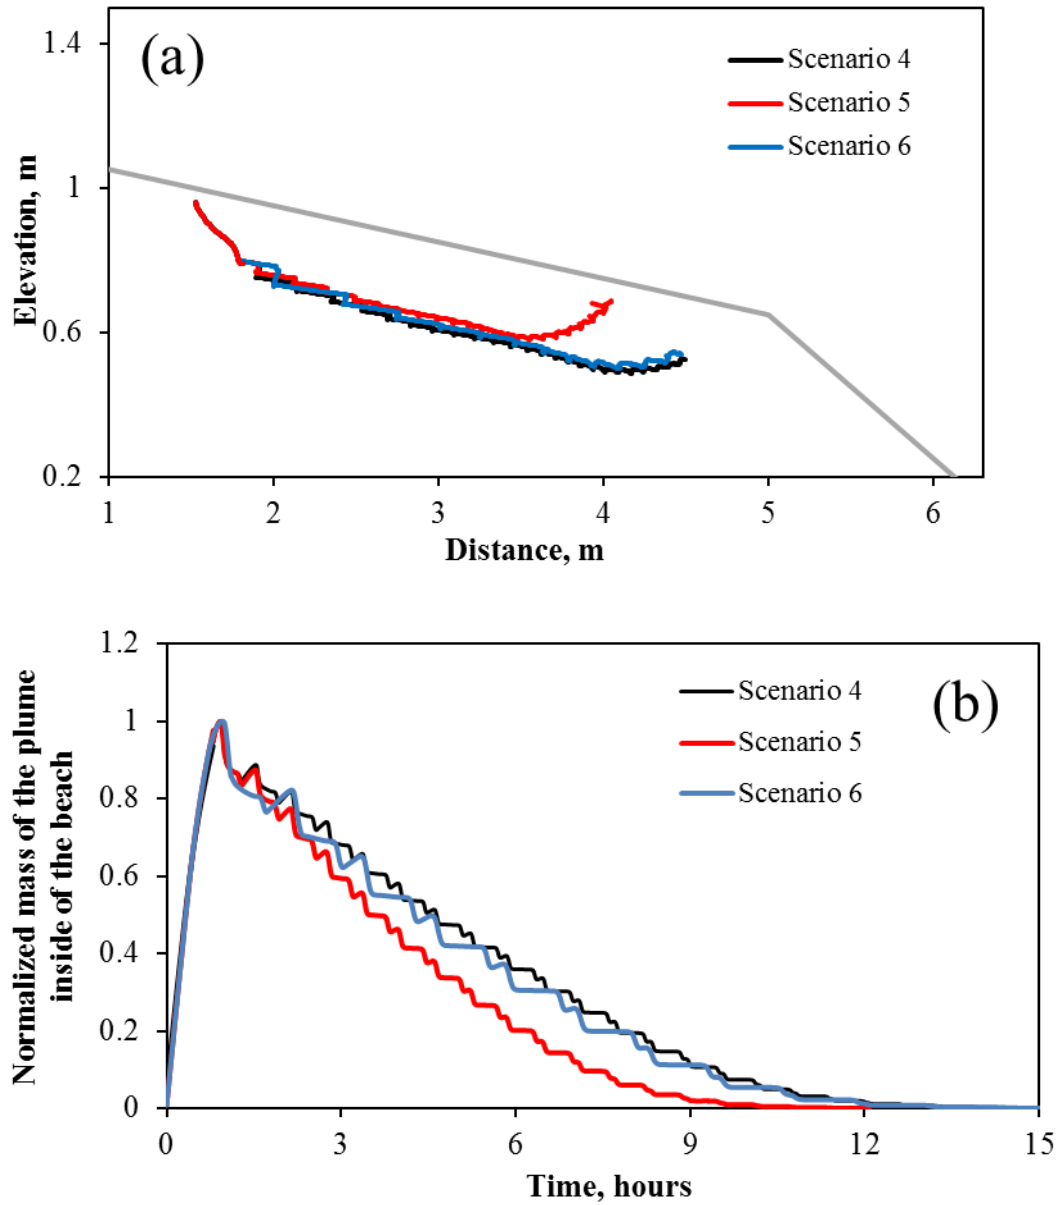 (a)
Scenario 4
Scenario 5
Scenario 6
1.4
1
0.6
0.2
Elevation, m
1 2 3 4 5 6
Distance, m
(b)
Scenario 4
Scenario 5
Scenario 6
1.2
1
0.8
0.6
0.4
0.2
0
Normalized mass of the plume
inside of the beach
0 3 6 9 12 15
Time, hours